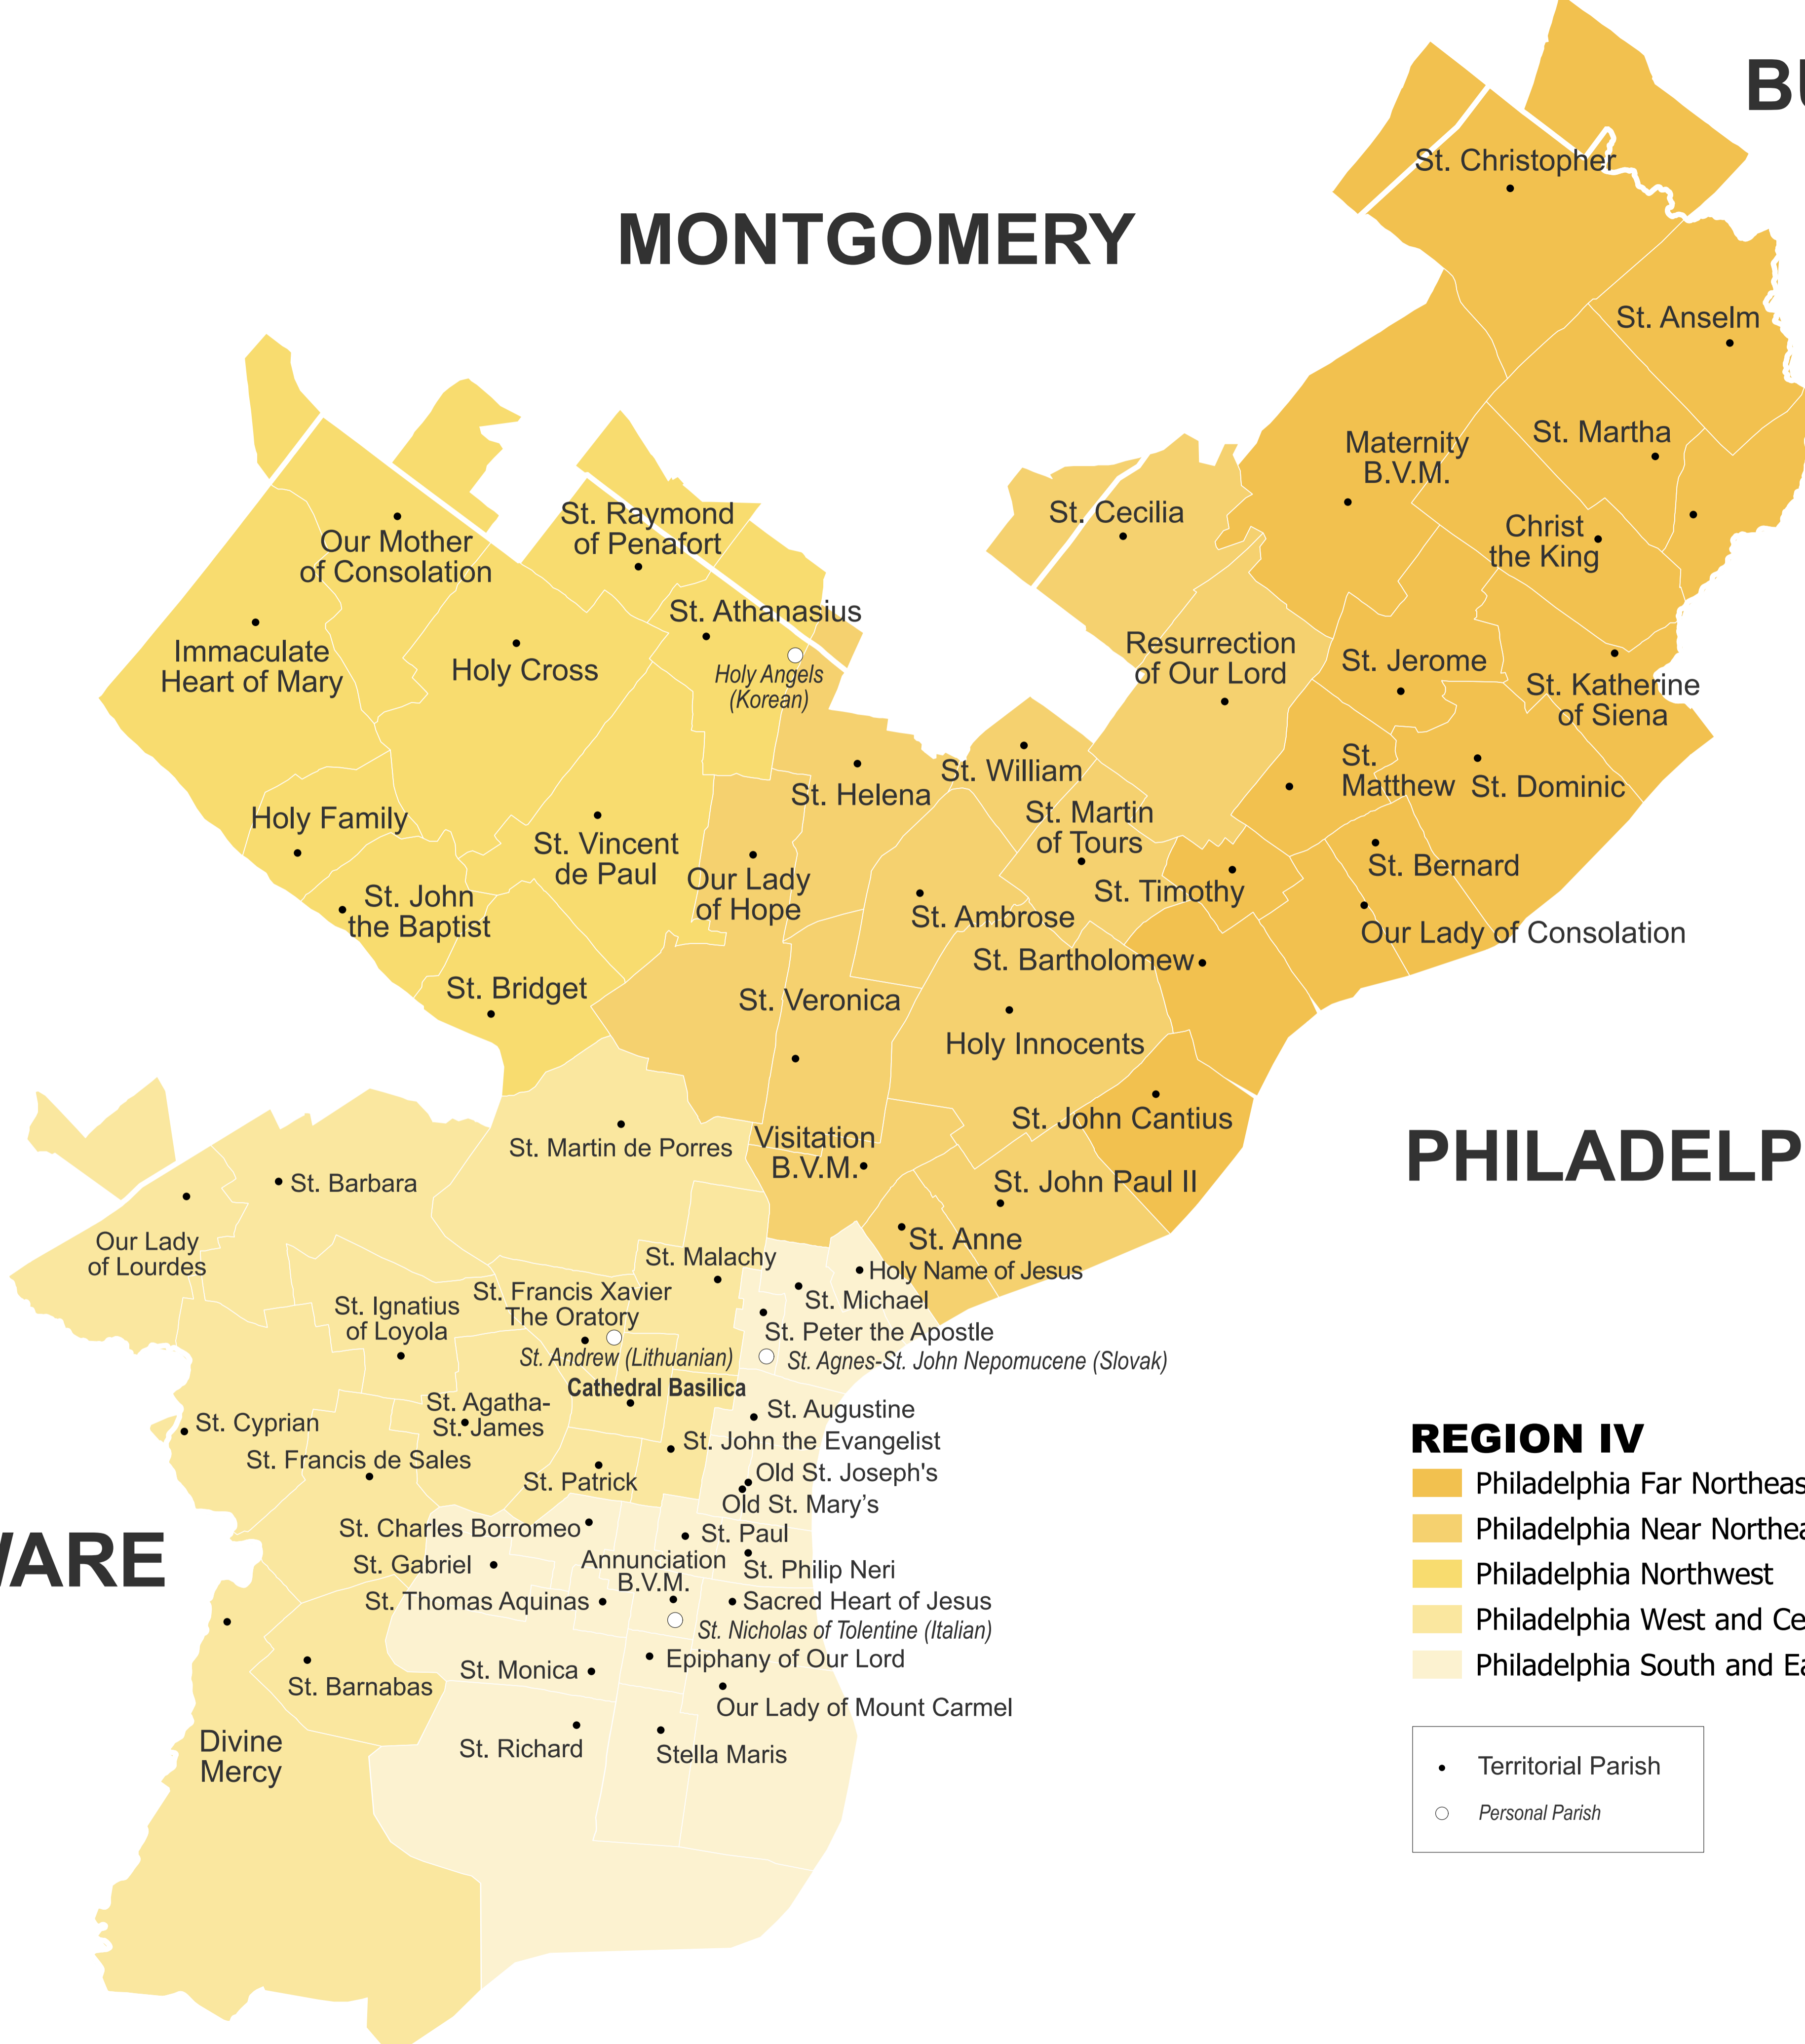 BU
St. Christopher
MONTGOMERY
St. Anselm
St. Martha
Maternity
B.V.M.
St. Cecilia
Christ
the King
St. Raymond
of Penafort
Our Mother
of Consolation
St. Athanasius
Immaculate
Heart of Mary
Holy Cross
Holy Angels
(Korean)
Resurrection
of Our Lord
St. Jerome
St. Katherine
of Siena
St. William
St. Helena
St.
Matthew
St. Dominic
Holy Family
St. Vincent
de Paul
St. Martin
of Tours
Our Lady
of Hope
St. Timothy
St. Bernard
St. John
the Baptist
St. Ambrose
Our Lady of Consolation
St. Bartholomew
St. Bridget
St. Veronica
Holy Innocents
St. John Cantius
St. Martin de Porres
Visitation
B.V.M.
PHILADELP
St. Barbara
St. John Paul II
Our Lady
of Lourdes
St. Anne
St. Malachy
Holy Name of Jesus
St. Francis Xavier
The Oratory
St. Michael
St. Ignatius
of Loyola
St. Peter the Apostle
St. Andrew (Lithuanian)
St. Agnes-St. John Nepomucene (Slovak)
Cathedral Basilica
St. Agatha-
St. James
St. Augustine
St. Cyprian
St. John the Evangelist
St. Francis de Sales
St. Patrick
Old St. Joseph's
Old St. Mary’s
St. Charles Borromeo
St. Paul
St. Gabriel
Annunciation
B.V.M.
St. Philip Neri
St. Thomas Aquinas
Sacred Heart of Jesus
St. Nicholas of Tolentine (Italian)
Epiphany of Our Lord
St. Monica
St. Barnabas
Our Lady of Mount Carmel
Divine
Mercy
St. Richard
Stella Maris
WARE
REGION IV
Philadelphia Far Northeas
Philadelphia Near Northea
Philadelphia Northwest
Philadelphia West and Ce
Philadelphia South and Ea
Territorial Parish
Personal Parish